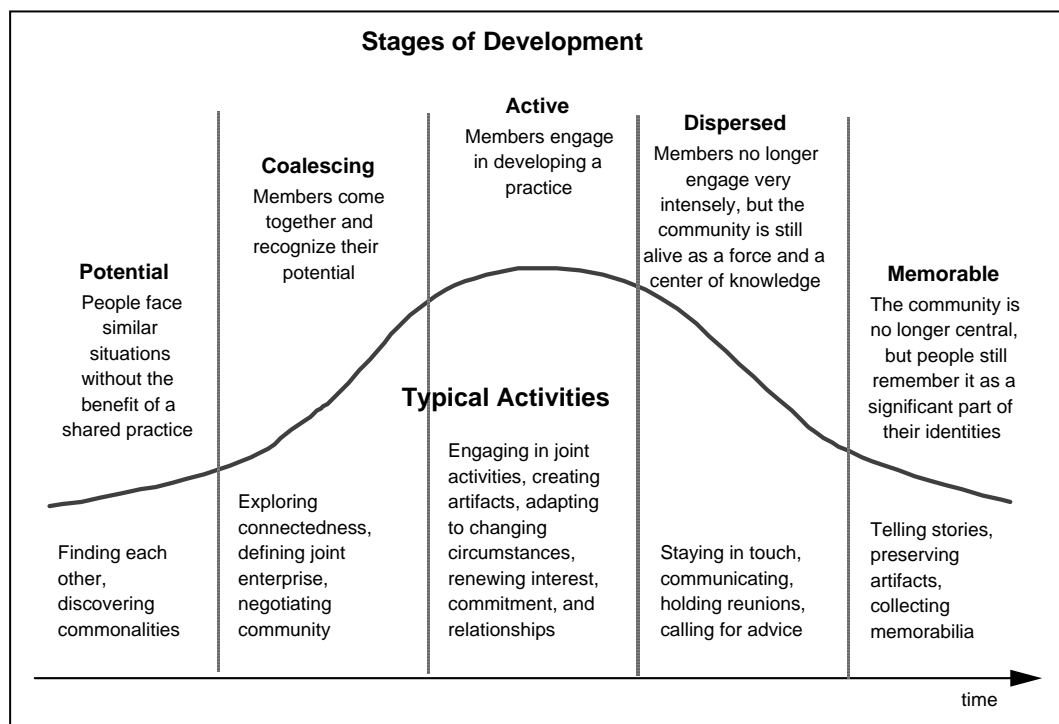 Stages of Development
Potential
People face
similar
situations
without the
benefit of a
shared practice
Coalescing
Members come
together and
recognize their
potential
Active
Members engage
in developing a
practice
Dispersed
Members no longer
engage very
intensely, but the
community is still
alive as a force and a
center of knowledge
Memorable
The community is
no longer central,
but people still
remember it as a
significant part of
their identities
Typical Activities
Finding each
other,
discovering
commonalities
Exploring
connectedness,
defining joint
enterprise,
negotiating
community
Engaging in joint
activities, creating
artifacts, adapting
to changing
circumstances,
renewing interest,
commitment, and
relationships
Staying in touch,
communicating,
holding reunions,
calling for advice
Telling stories,
preserving
artifacts,
collecting
memorabilia
time